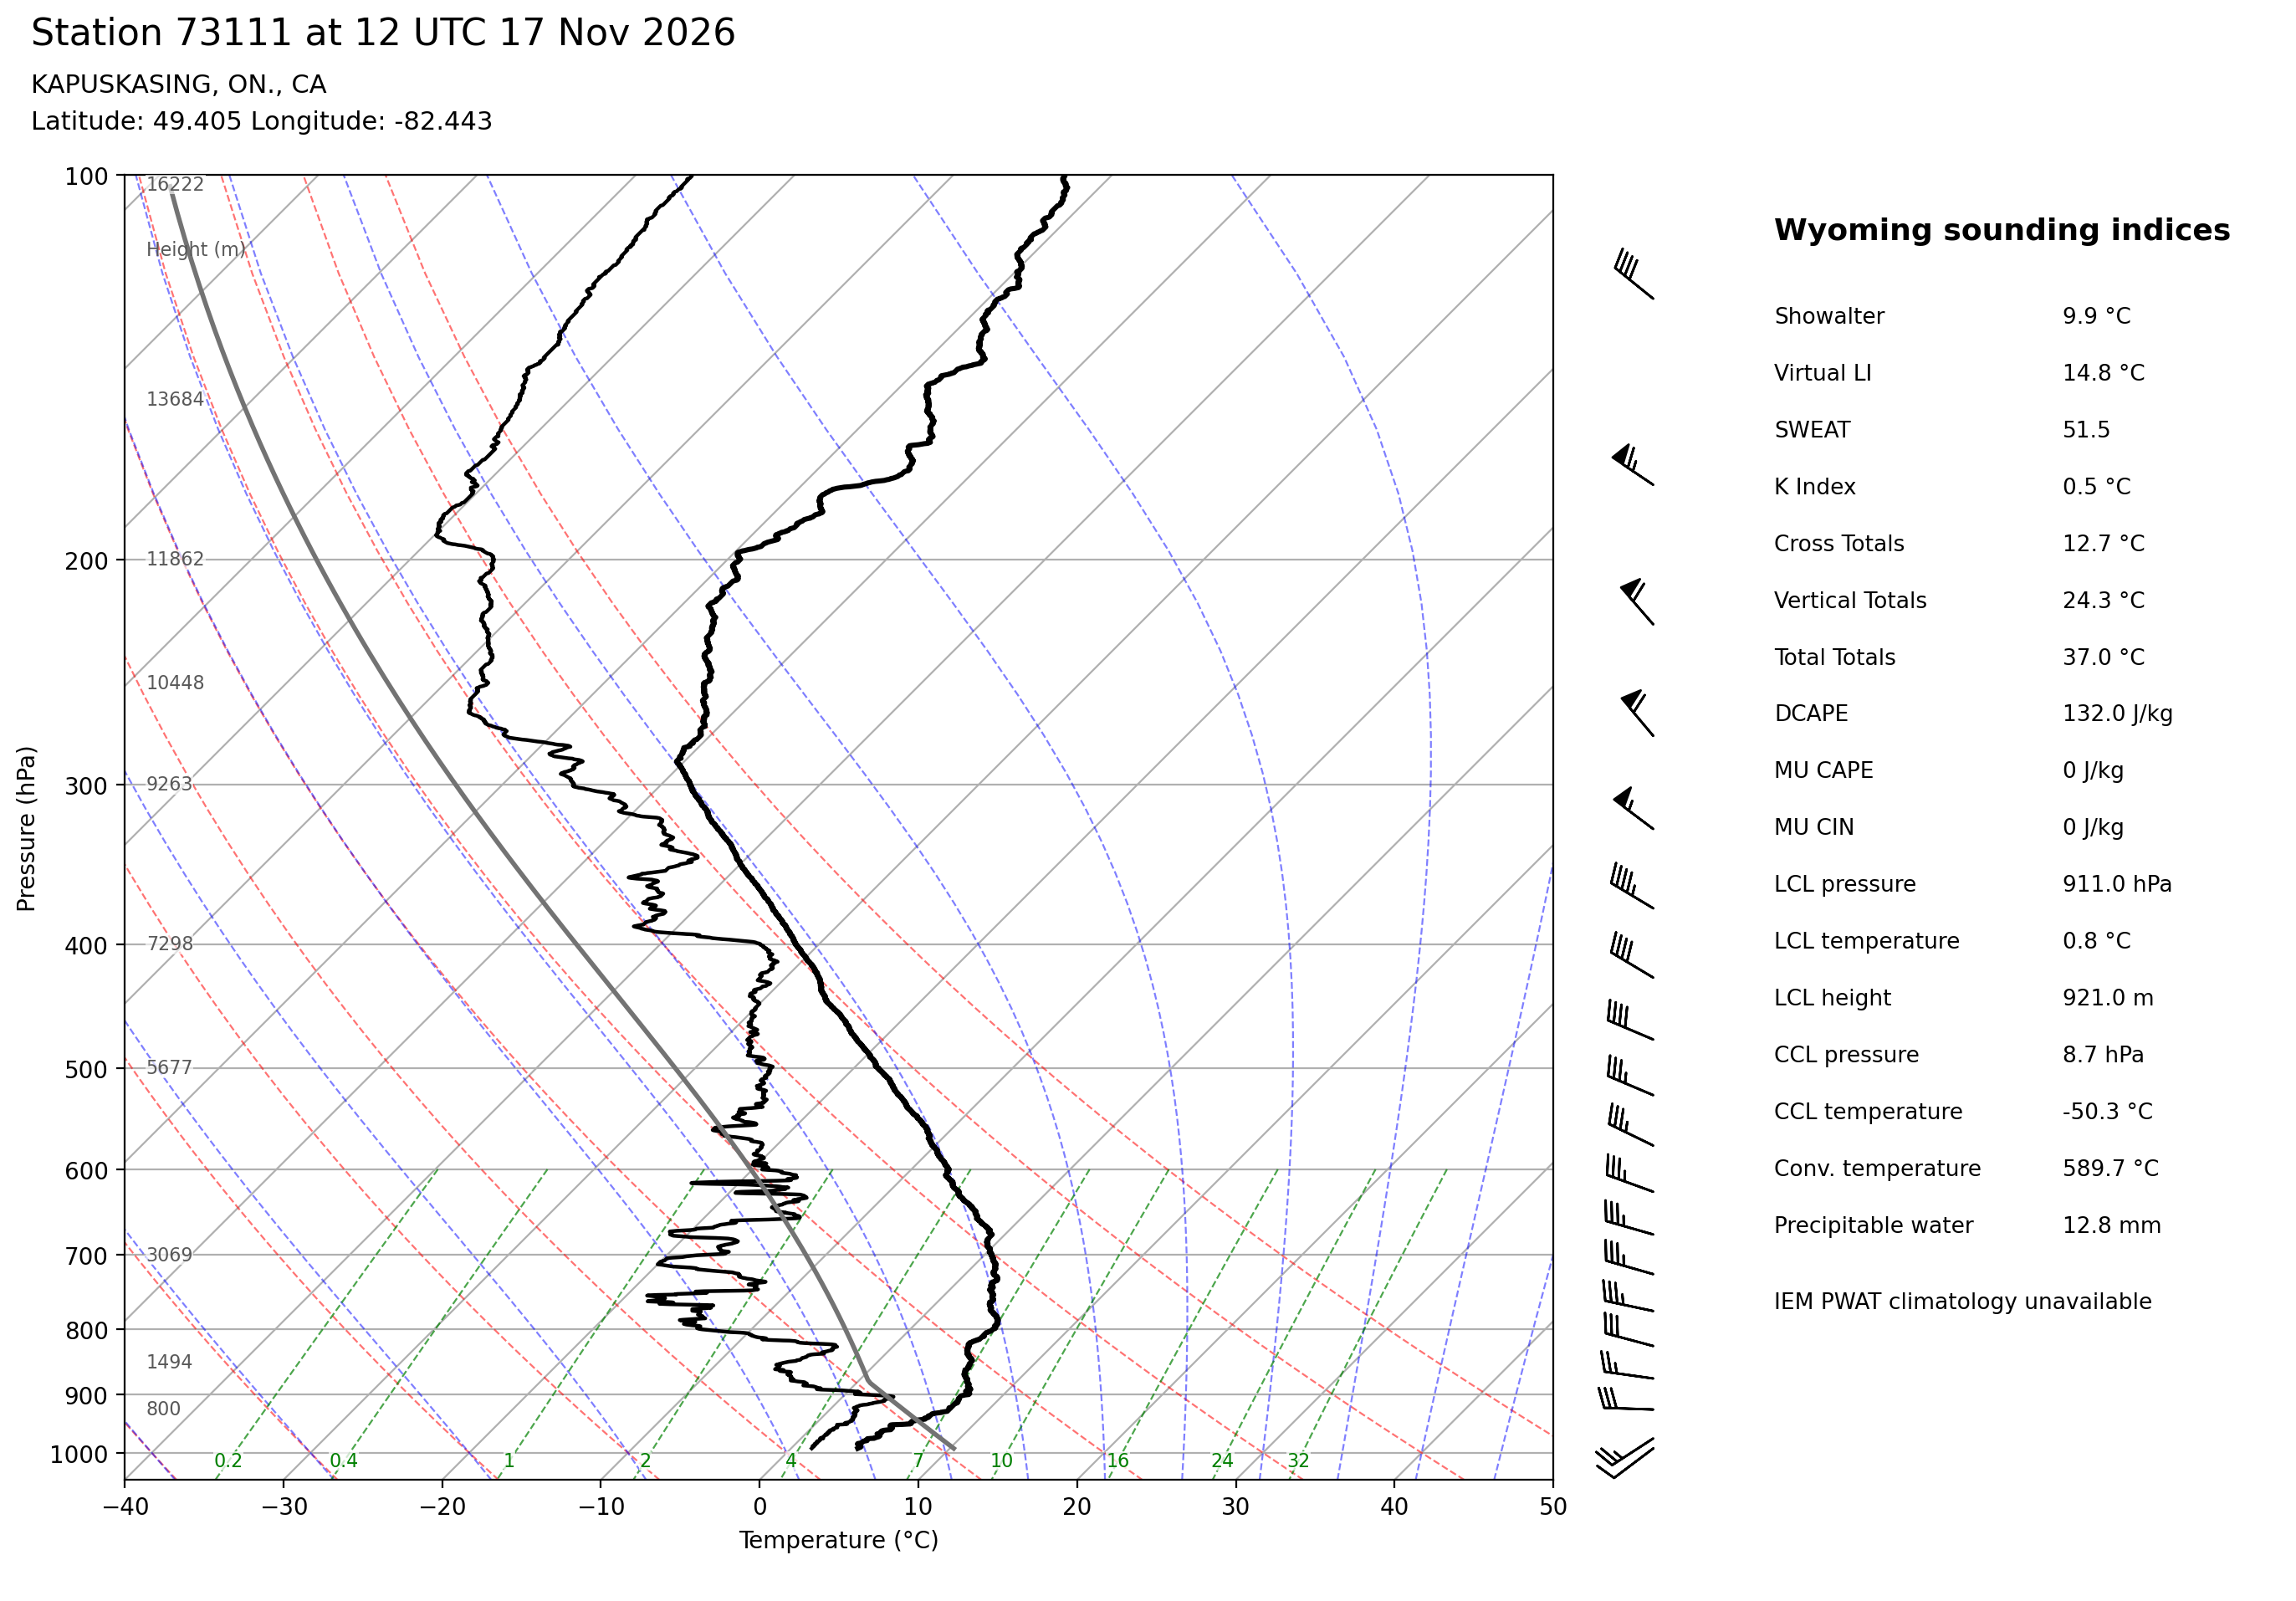 Station 73111 at 12 UTC 17 Nov 2026
KAPUSKASING, ON., CA
Latitude: 49.405 Longitude: -82.443
Wyoming sounding indices
Showalter 9.9 °C
Virtual LI 14.8 °C
SWEAT 51.5
K Index 0.5 °C
Cross Totals 12.7 °C
Vertical Totals 24.3 °C
Total Totals 37.0 °C
DCAPE 132.0 J/kg
MU CAPE 0 J/kg
MU CIN 0 J/kg
LCL pressure 911.0 hPa
LCL temperature 0.8 °C
LCL height 921.0 m
CCL pressure 8.7 hPa
CCL temperature -50.3 °C
Conv. temperature 589.7 °C
Precipitable water 12.8 mm
IEM PWAT climatology unavailable
Pressure (hPa)
100
200
300
400
500
600
700
800
900
1000
16222
Height (m)
13684
11862
10448
9263
7298
5677
3069
1494
800
0.2 0.4 1 2 4 7 10 16 24 32
−40 −30 −20 −10 0 10 20 30 40 50
Temperature (°C)